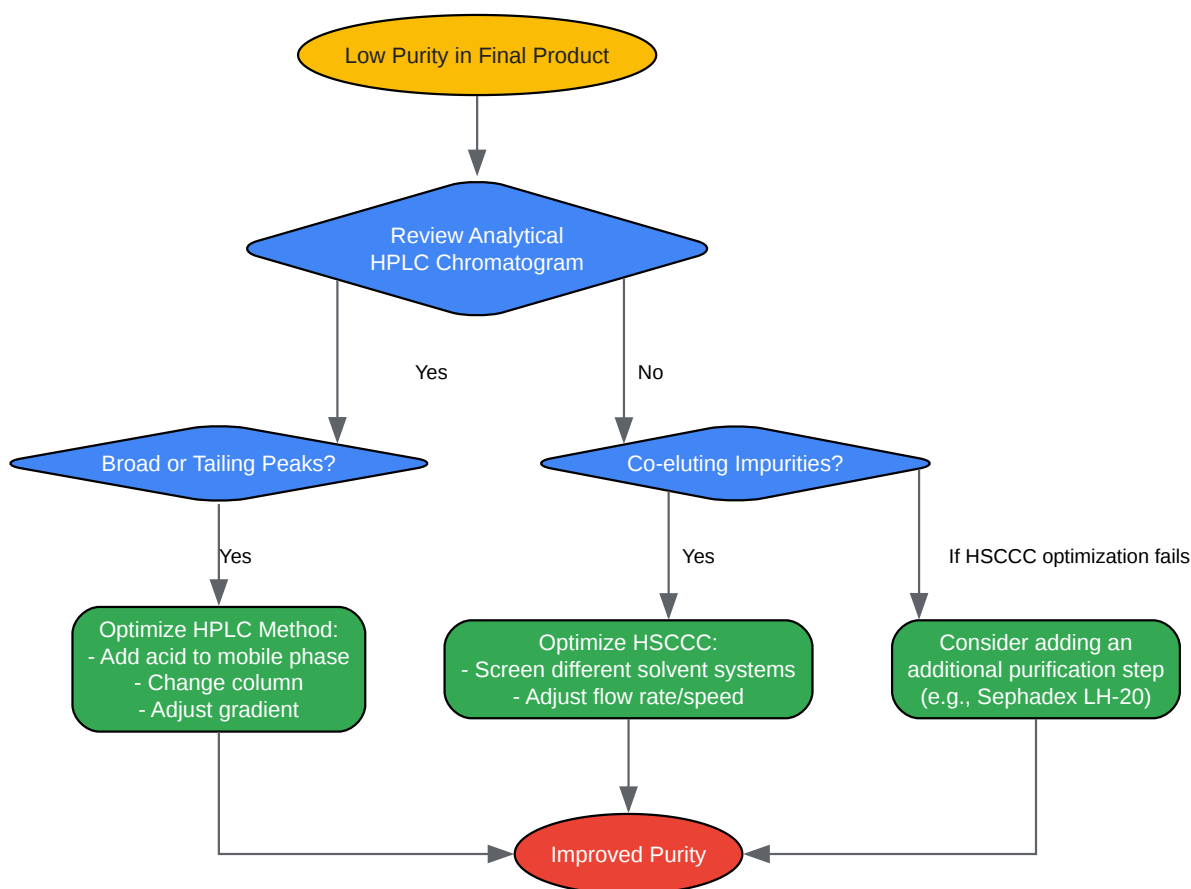 Low Purity in Final Product
Review Analytical
HPLC Chromatogram
Yes
No
Broad or Tailing Peaks?
Co-eluting Impurities?
Yes
Yes
If HSCCC optimization fails
Optimize HPLC Method:
- Add acid to mobile phase
- Change column
- Adjust gradient
Optimize HSCCC:
- Screen different solvent systems
- Adjust flow rate/speed
Consider adding an
additional purification step
(e.g., Sephadex LH-20)
Improved Purity